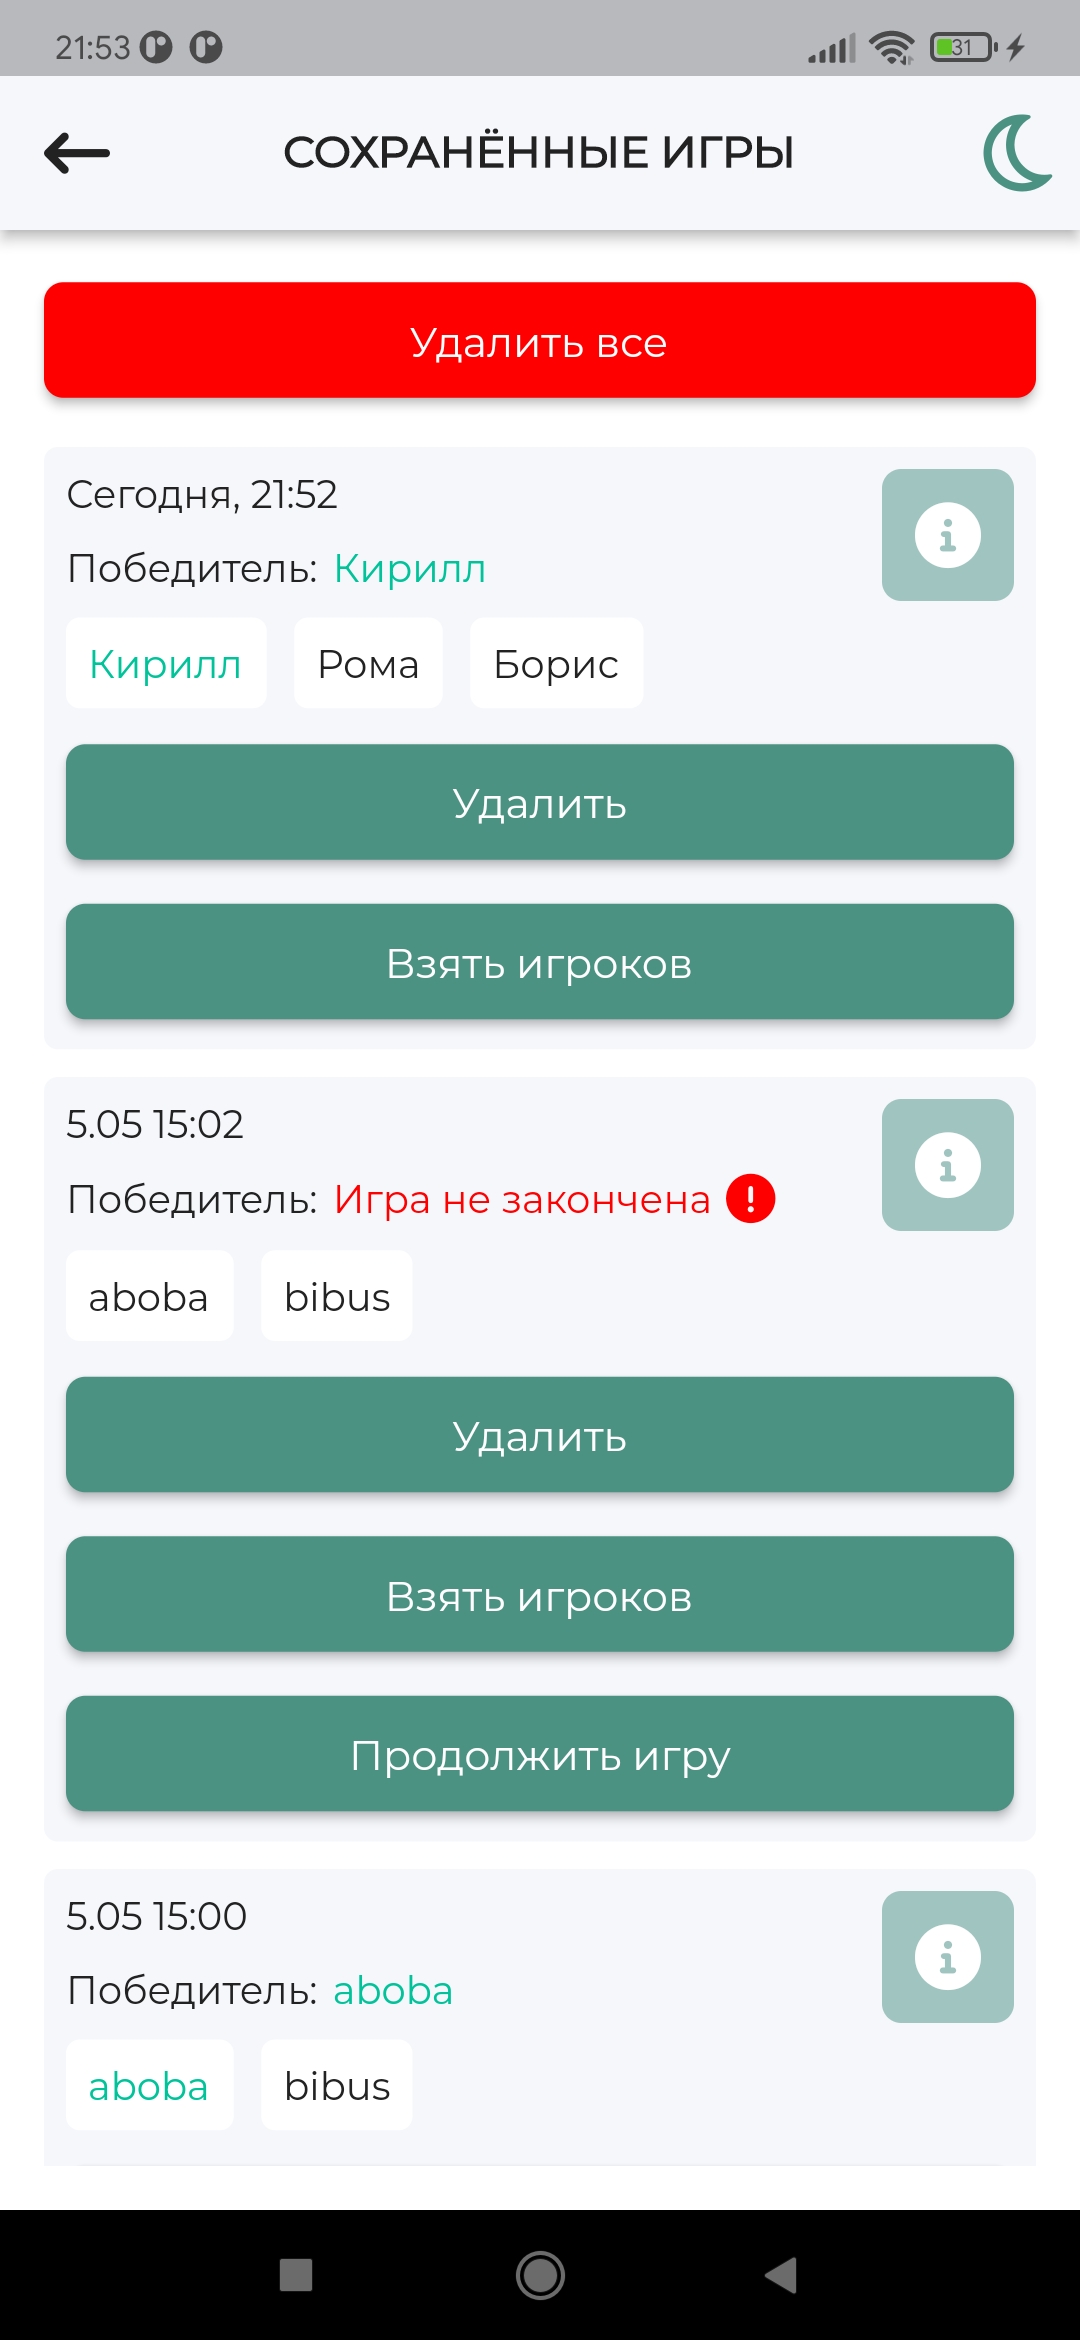 21:53
31
СОХРАНЁННЫЕ ИГРЫ
Удалить все
Сегодня, 21:52
Победитель: Кирилл
Кирилл Рома Борис
Удалить
Взять игроков
5.05 15:02
Победитель: Игра не закончена
aboba bibus
Удалить
Взять игроков
Продолжить игру
5.05 15:00
Победитель: aboba
aboba bibus